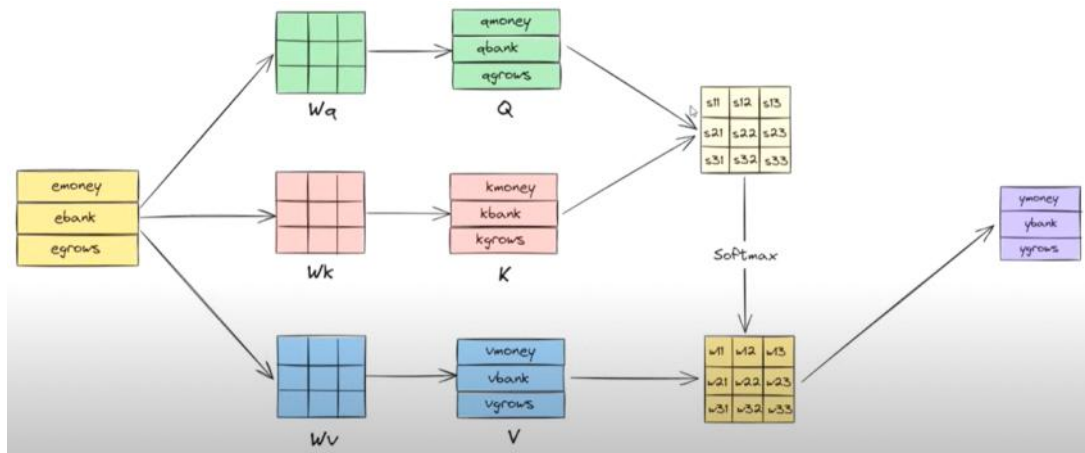 qmoney
qbank
qgrows
Wq
Q
s11 s12 s13
s21 s22 s23
s31 s32 s33
emoney
ebank
egrows
kmoney
kbank
kgrows
Wk
K
ymoney
ybank
ygrows
Softmax
vmoney
vbank
vgrows
Wv
V
w11 w12 w13
w21 w22 w23
w31 w32 w33